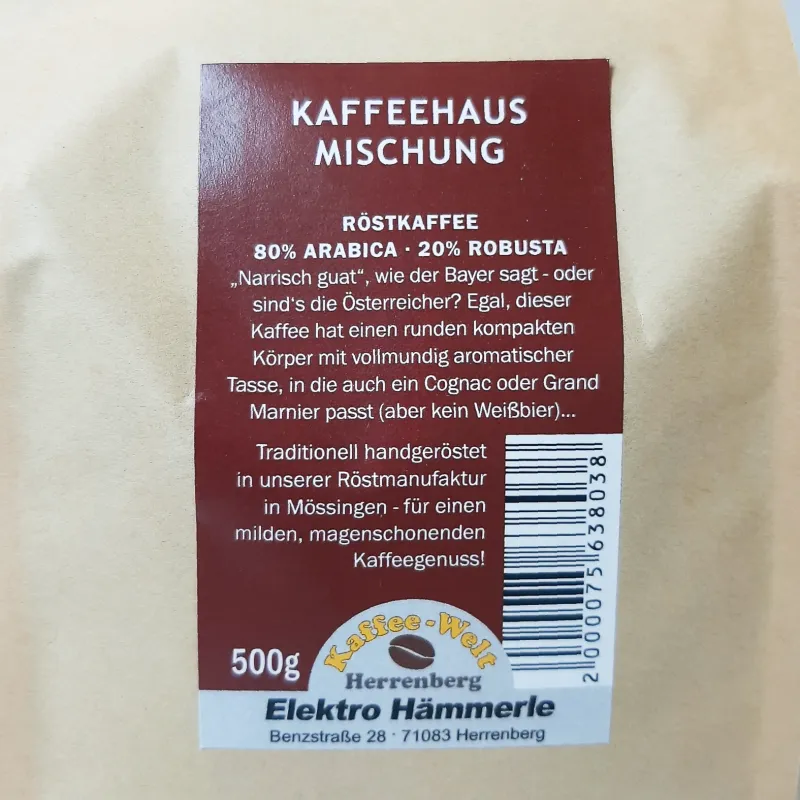 KAFFEEHAUS
MISCHUNG
RÖSTKAFFEE
80% ARABICA · 20% ROBUSTA
„Narrisch guat“, wie der Bayer sagt - oder
sind‘s die Österreicher? Egal, dieser
Kaffee hat einen runden kompakten
Körper mit vollmundig aromatischer
Tasse, in die auch ein Cognac oder Grand
Marnier passt (aber kein Weißbier)...
Traditionell handgeröstet
in unserer Röstmanufaktur
in Mössingen - für einen
milden, magenschonenden
Kaffeegenuss!
2 000075 638038
500g
Kaffee-Welt
Herrenberg
Elektro Hämmerle
Benzstraße 28 · 71083 Herrenberg